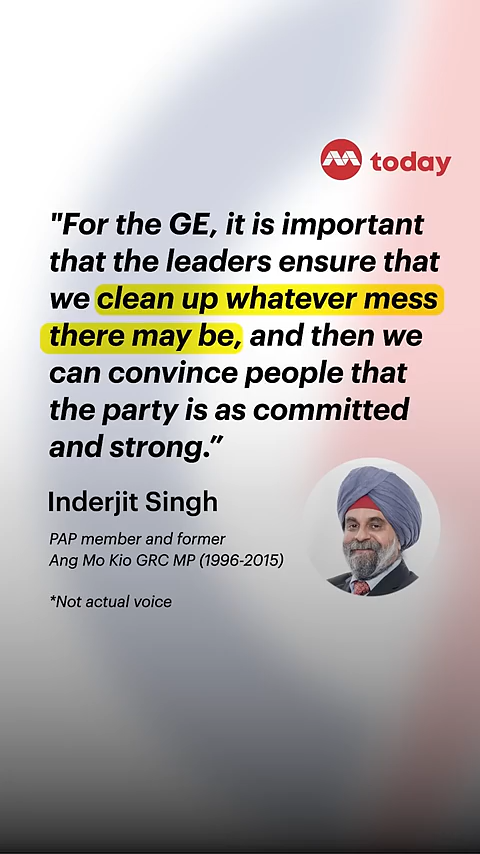 today
"For the GE, it is important
that the leaders ensure that
we clean up whatever mess
there may be, and then we
can convince people that
the party is as committed
and strong.”
Inderjit Singh
PAP member and former
Ang Mo Kio GRC MP (1996-2015)
*Not actual voice